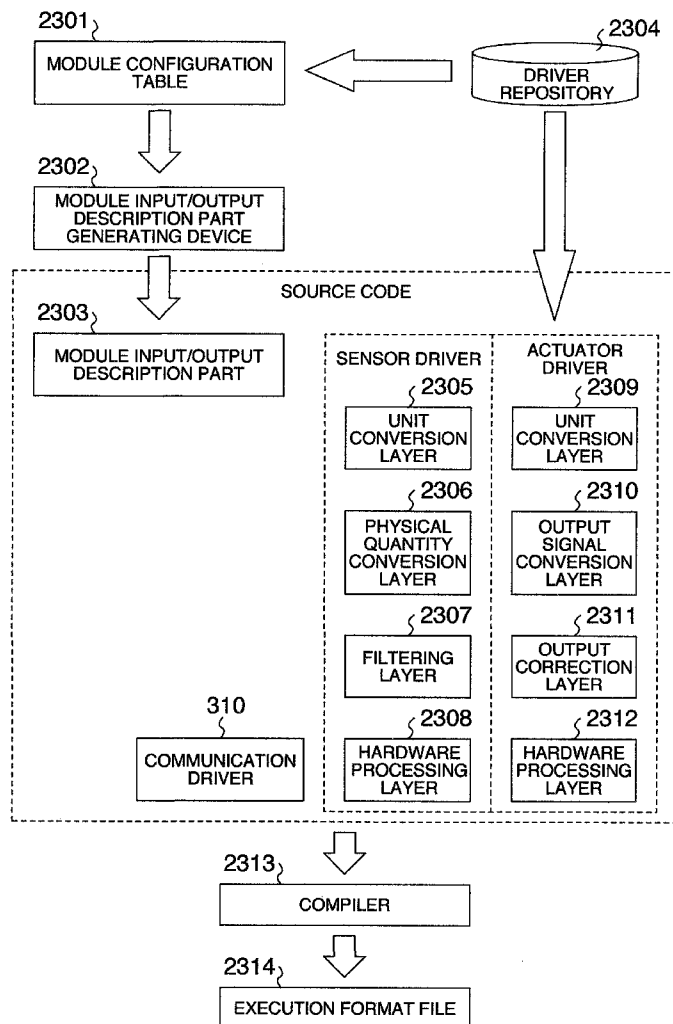 2301
MODULE CONFIGURATION
TABLE
2304
DRIVER
REPOSITORY
2302
MODULE INPUT/OUTPUT
DESCRIPTION PART
GENERATING DEVICE
SOURCE CODE
2303
MODULE INPUT/OUTPUT
DESCRIPTION PART
SENSOR DRIVER
2305
UNIT
CONVERSION
LAYER
2306
PHYSICAL
QUANTITY
CONVERSION
LAYER
2307
FILTERING
LAYER
2308
HARDWARE
PROCESSING
LAYER
ACTUATOR
DRIVER
2309
UNIT
CONVERSION
LAYER
2310
OUTPUT
SIGNAL
CONVERSION
LAYER
2311
OUTPUT
CORRECTION
LAYER
2312
HARDWARE
PROCESSING
LAYER
310
COMMUNICATION
DRIVER
2313
COMPILER
2314
EXECUTION FORMAT FILE